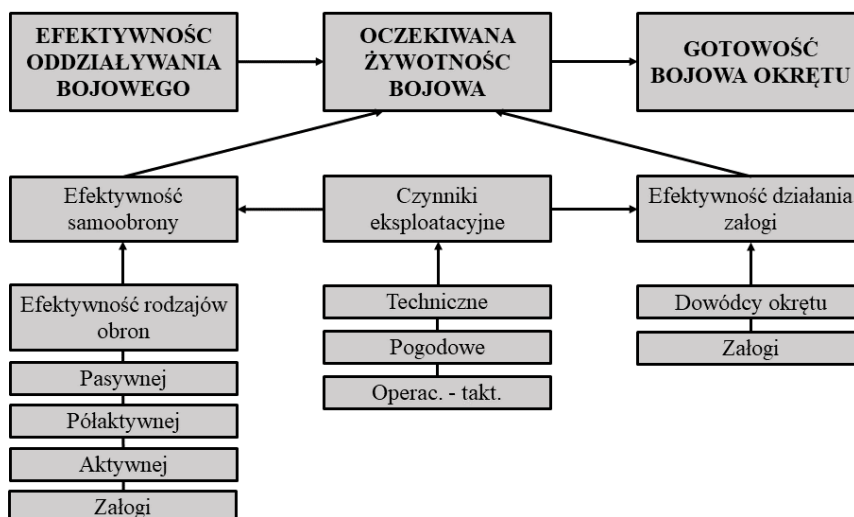 EFEKTYWNOŚC
ODDZIAŁYWANIA
BOJOWEGO
OCZEKIWANA
ŻYWOTNOŚC
BOJOWA
GOTOWOŚĆ
BOJOWA OKRĘTU
Efektywność
samoobrony
Czynniki
eksploatacyjne
Efektywność działania
załogi
Efektywność rodzajów
obron
Pasywnej
Półaktywnej
Aktywnej
Załogi
Techniczne
Pogodowe
Operac. - takt.
Dowódcy okrętu
Załogi